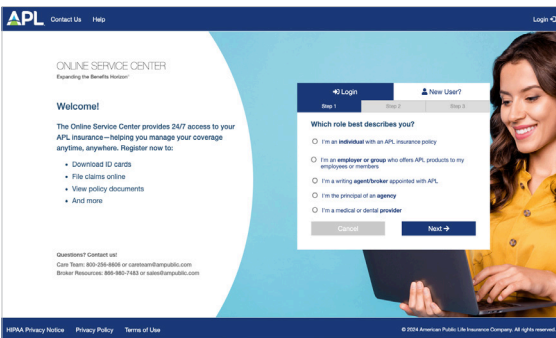 APL Contact Us Help Login
ONLINE SERVICE CENTER
Expanding the Benefits Horizon®
Welcome!
The Online Service Center provides 24/7 access to your
APL insurance—helping you manage your coverage
anytime, anywhere. Register now to:
• Download ID cards
• File claims online
• View policy documents
• And more
Questions? Contact us!
Care Team: 800-256-8606 or careteam@ampublic.com
Broker Resources: 866-980-7483 or sales@ampublic.com
Login New User?
Step 1 Step 2 Step 3
Which role best describes you?
I'm an individual with an APL insurance policy
I'm an employer or group who offers APL products to my
employees or members
I'm a writing agent/broker appointed with APL
I'm the principal of an agency
I'm a medical or dental provider
Cancel Next →
HIPAA Privacy Notice Privacy Policy Terms of Use © 2024 American Public Life Insurance Company. All rights reserved.